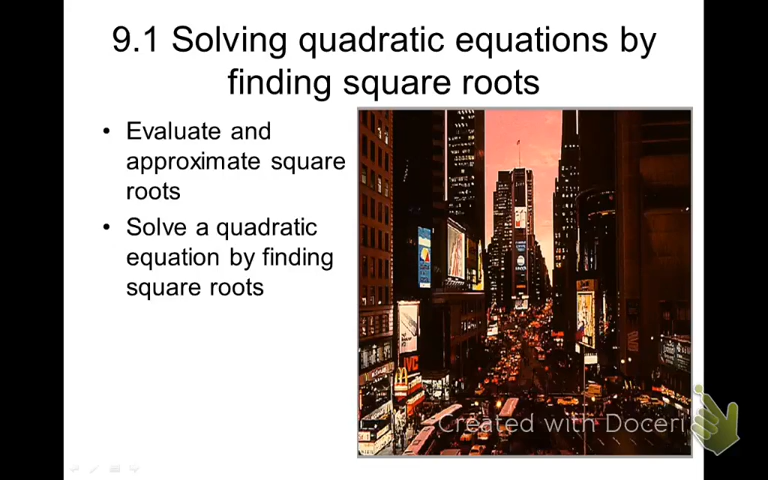 9.1 Solving quadratic equations by
finding square roots
• Evaluate and
approximate square
roots
• Solve a quadratic
equation by finding
square roots
JVC
Created with Doceri